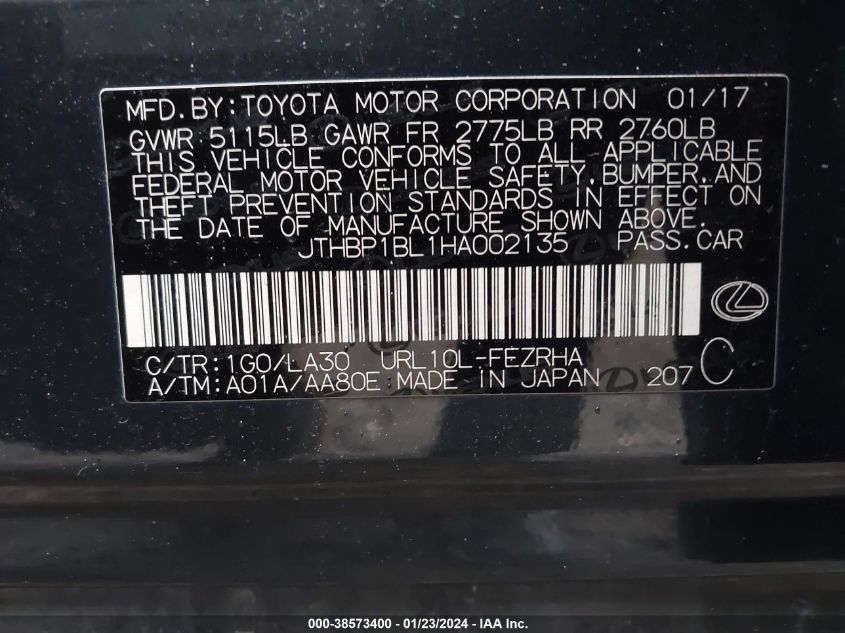 MFD.BY:TOYOTA MOTOR CORPORATION 01/17
GVWR 5115LB GAWR FR 2775LB RR 2760LB
THIS VEHICLE CONFORMS TO ALL APPLICABLE
FEDERAL MOTOR VEHICLE SAFETY,BUMPER,AND
THEFT PREVENTION STANDARDS IN EFFECT ON
THE DATE OF MANUFACTURE SHOWN ABOVE.
JTHBP1BL1HA002135 PASS.CAR
C/TR:1G0/LA30 URL10L-FEZRHA
A/TM:A01A/AA80E MADE IN JAPAN 207 C
000-38573400 - 01/23/2024 - IAA Inc.